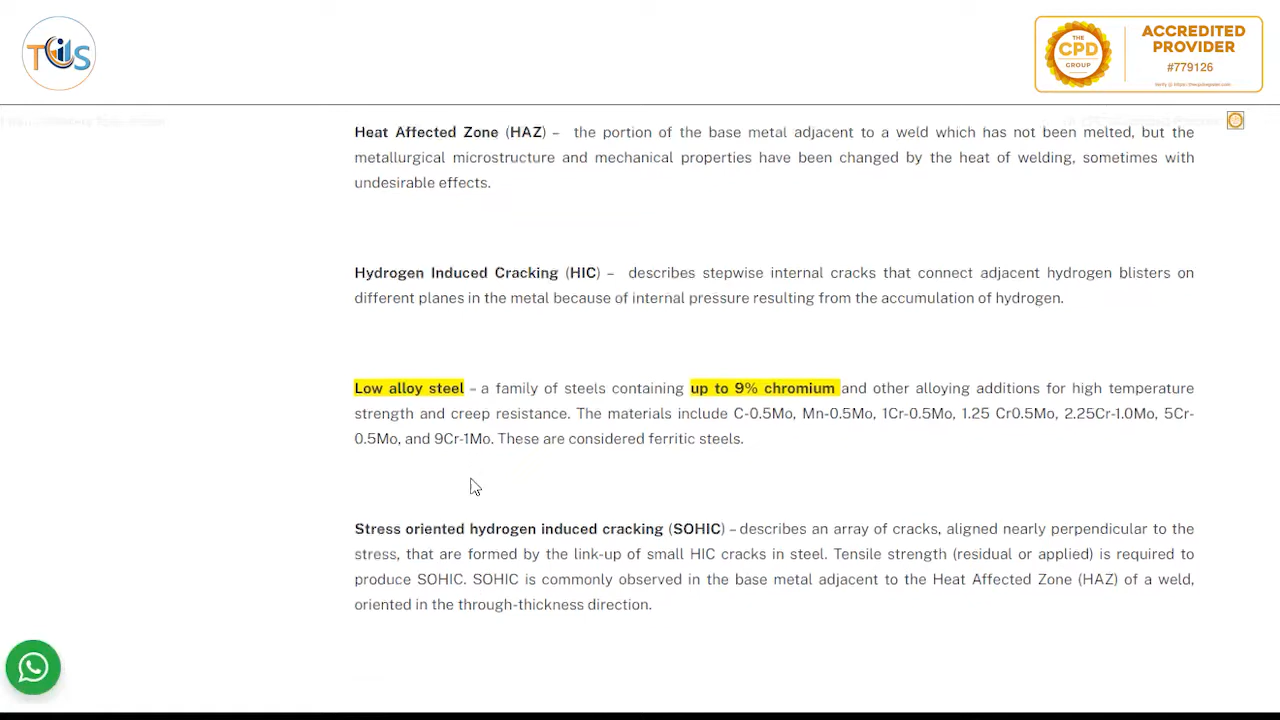 TCIIS
THE
CPD
GROUP
ACCREDITED
PROVIDER
#779126
Heat Affected Zone (HAZ) – the portion of the base metal adjacent to a weld which has not been melted, but the
metallurgical microstructure and mechanical properties have been changed by the heat of welding, sometimes with
undesirable effects.
Hydrogen Induced Cracking (HIC) – describes stepwise internal cracks that connect adjacent hydrogen blisters on
different planes in the metal because of internal pressure resulting from the accumulation of hydrogen.
Low alloy steel – a family of steels containing up to 9% chromium and other alloying additions for high temperature
strength and creep resistance. The materials include C-0.5Mo, Mn-0.5Mo, 1Cr-0.5Mo, 1.25 Cr0.5Mo, 2.25Cr-1.0Mo, 5Cr-
0.5Mo, and 9Cr-1Mo. These are considered ferritic steels.
Stress oriented hydrogen induced cracking (SOHIC) – describes an array of cracks, aligned nearly perpendicular to the
stress, that are formed by the link-up of small HIC cracks in steel. Tensile strength (residual or applied) is required to
produce SOHIC. SOHIC is commonly observed in the base metal adjacent to the Heat Affected Zone (HAZ) of a weld,
oriented in the through-thickness direction.